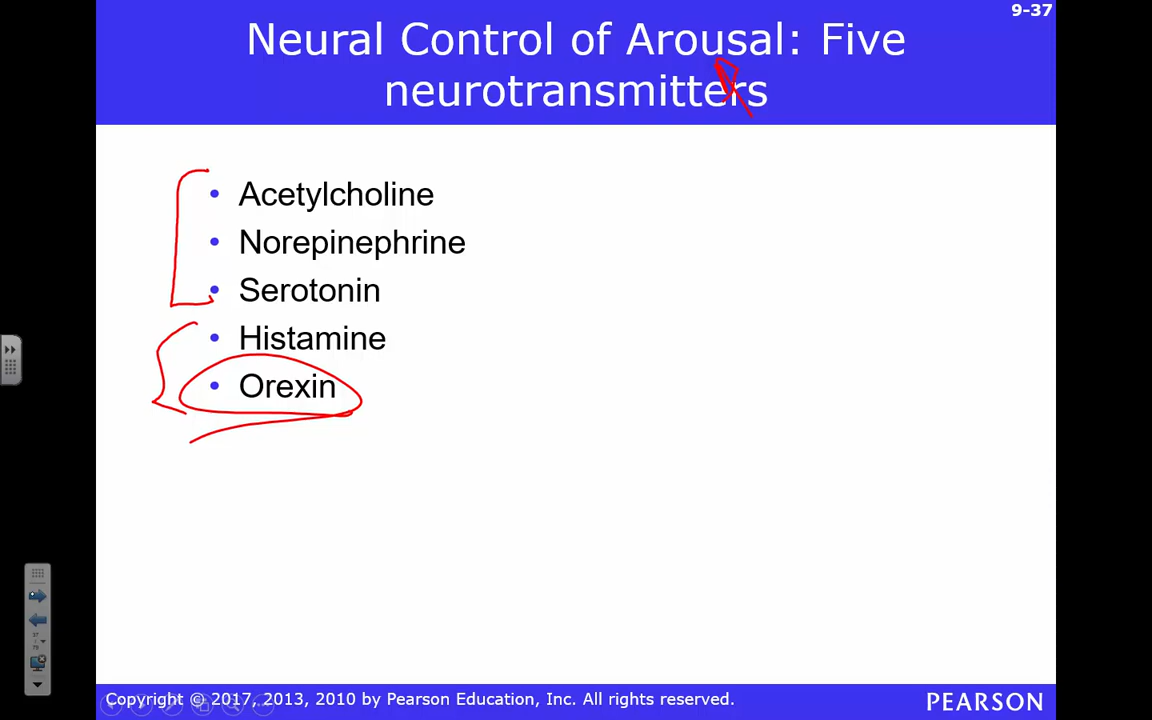 9-37
Neural Control of Arousal: Five
neurotransmitters
• Acetylcholine
• Norepinephrine
• Serotonin
• Histamine
• Orexin
Copyright © 2017, 2013, 2010 by Pearson Education, Inc. All rights reserved.
PEARSON